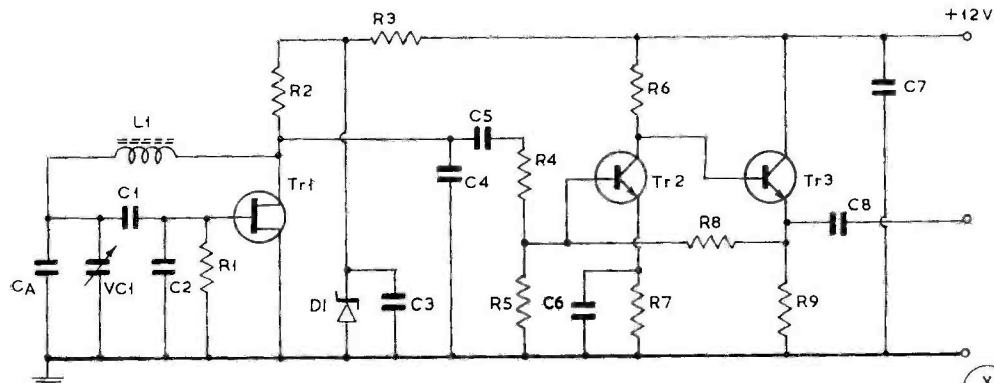 +12V
R3
R2
R6
C7
L1
C5
R4
Tr1
C4
Tr2
Tr3
C1
C8
R8
CA
VC1
C2
R1
D1
C3
R5
C6
R7
R9